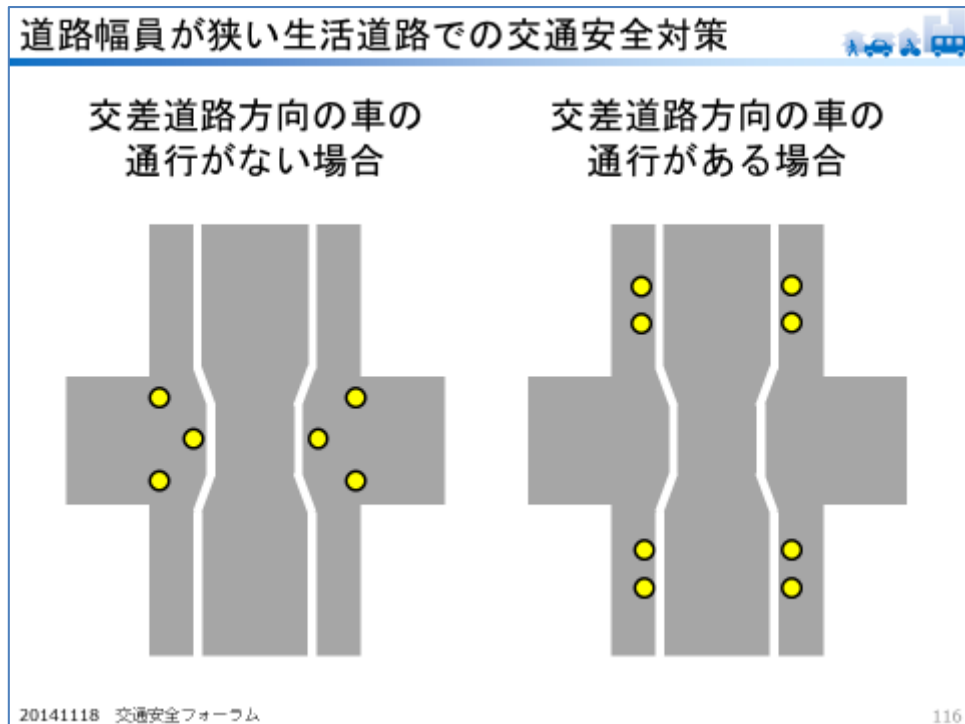 道路幅員が狭い生活道路での交通安全対策
交差道路方向の車の
通行がない場合
交差道路方向の車の
通行がある場合
20141118 交通安全フォーラム
116